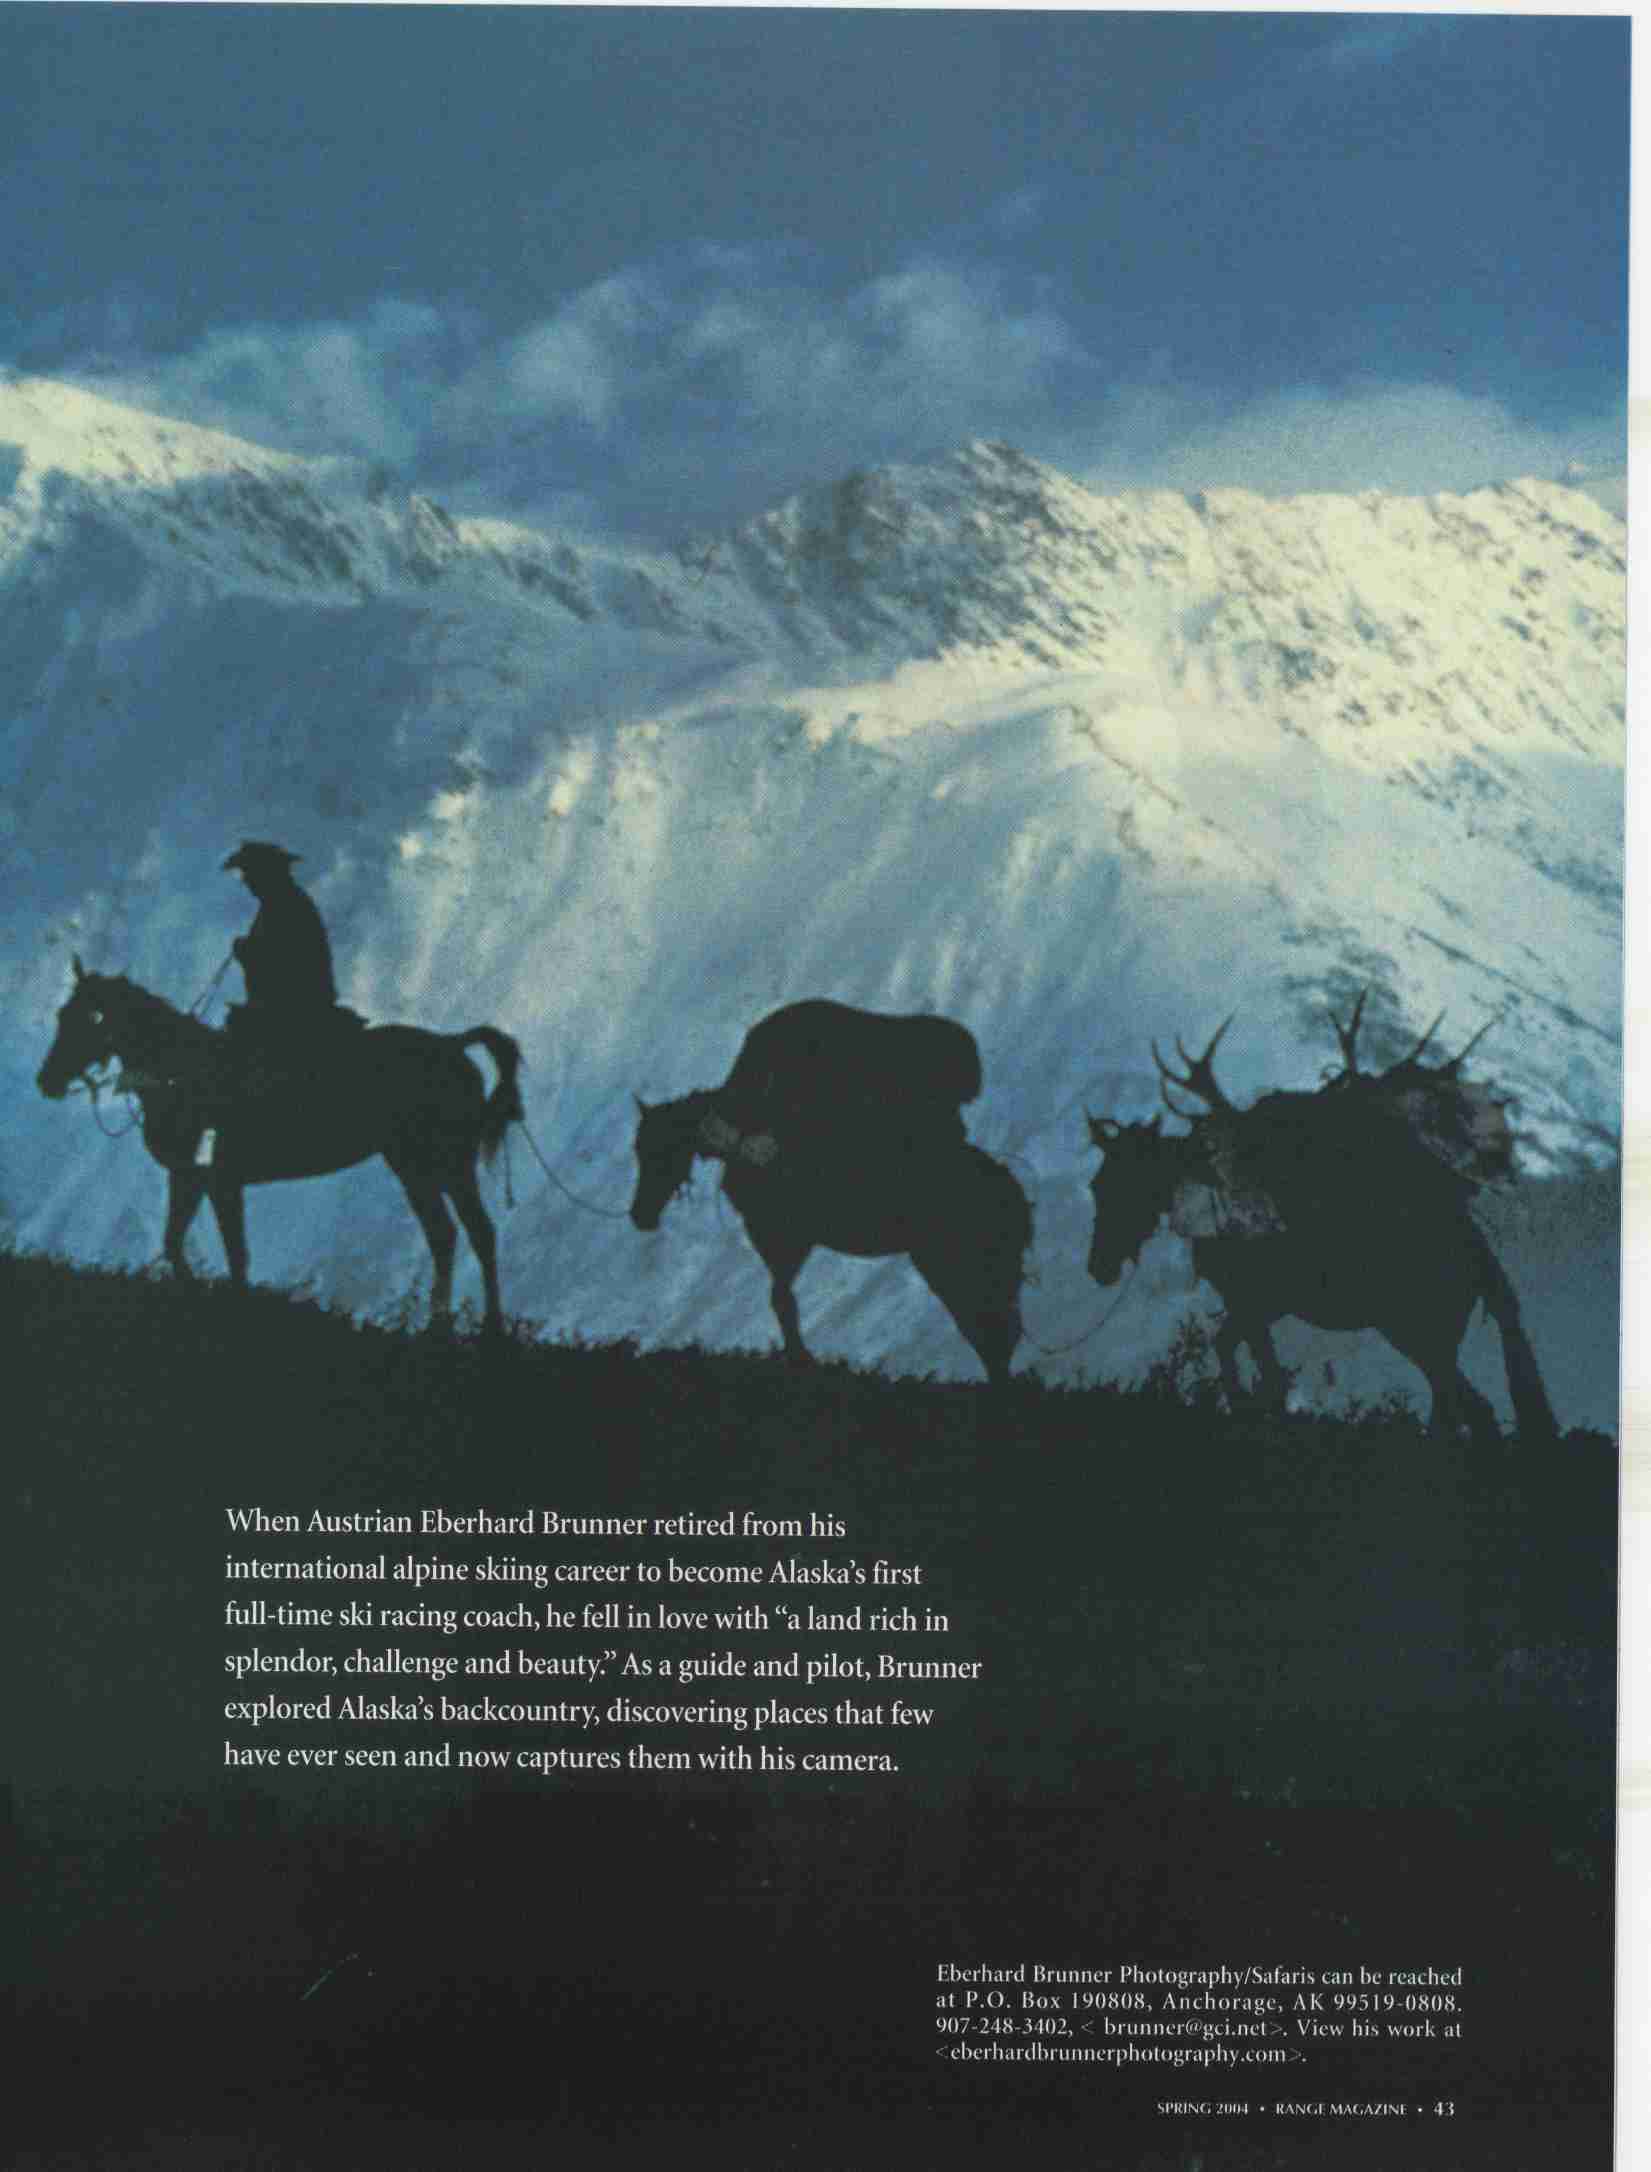 When Austrian Eberhard Brunner retired from his
international alpine skiing career to become Alaska’s first
full-time ski racing coach, he fell in love with “a land rich in
splendor, challenge and beauty.” As a guide and pilot, Brunner
explored Alaska’s backcountry, discovering places that few
have ever seen and now captures them with his camera.
Eberhard Brunner Photography/Safaris can be reached
at P.O. Box 190808, Anchorage, AK 99519-0808.
907-248-3402, < brunner@gci.net>. View his work at
<eberhardbrunnerphotography.com>.
SPRING 2004 • RANGE MAGAZINE • 43